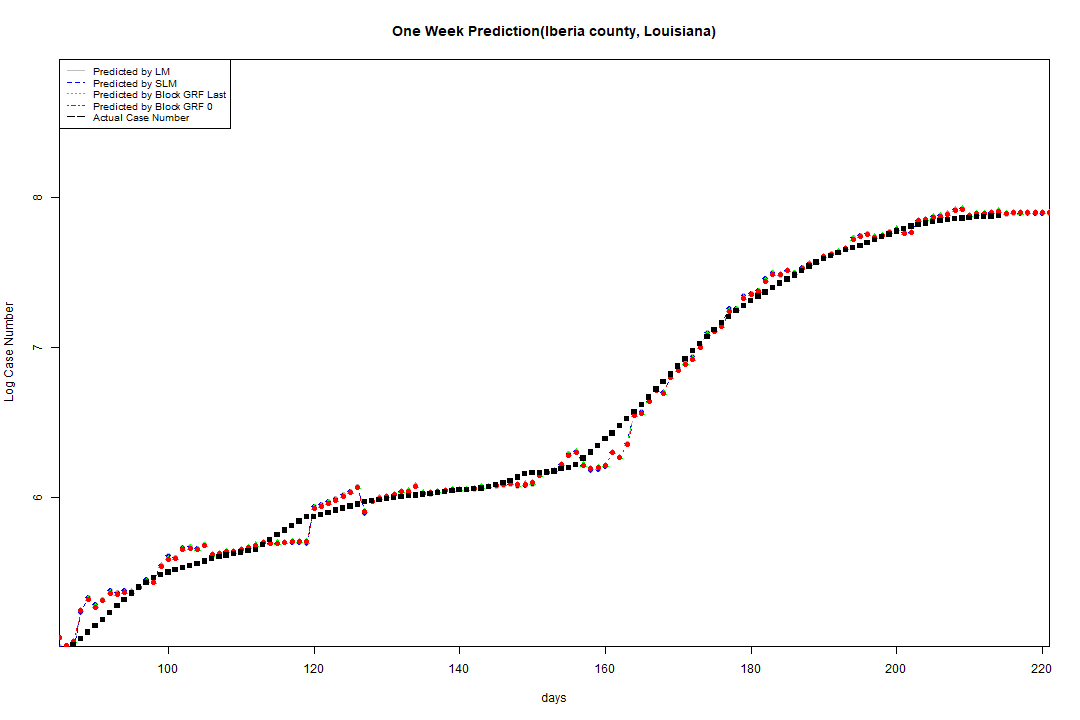 One Week Prediction(Iberia county, Louisiana)
Predicted by LM
Predicted by SLM
Predicted by Block GRF Last
Predicted by Block GRF 0
Actual Case Number
8
7
6
Log Case Number
100 120 140 160 180 200 220
days